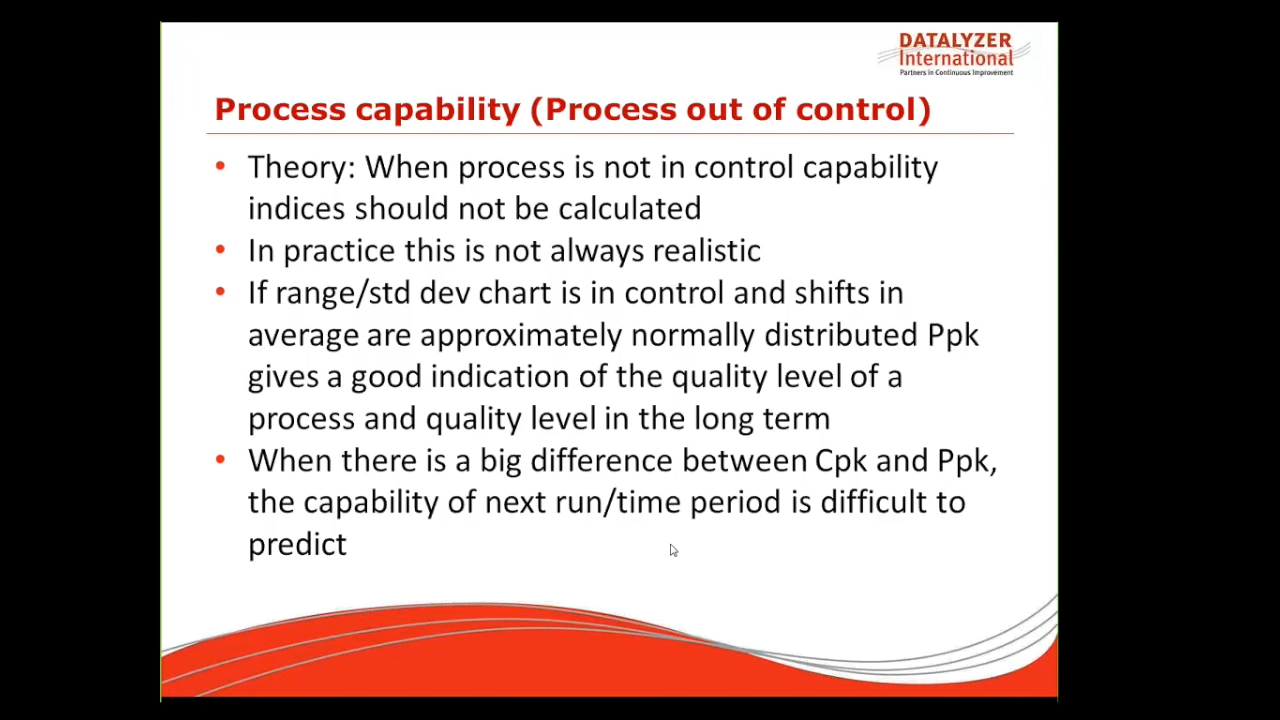 DATALYZER
International
Partners in Continuous Improvement
Process capability (Process out of control)
• Theory: When process is not in control capability
indices should not be calculated
• In practice this is not always realistic
• If range/std dev chart is in control and shifts in
average are approximately normally distributed Ppk
gives a good indication of the quality level of a
process and quality level in the long term
• When there is a big difference between Cpk and Ppk,
the capability of next run/time period is difficult to
predict